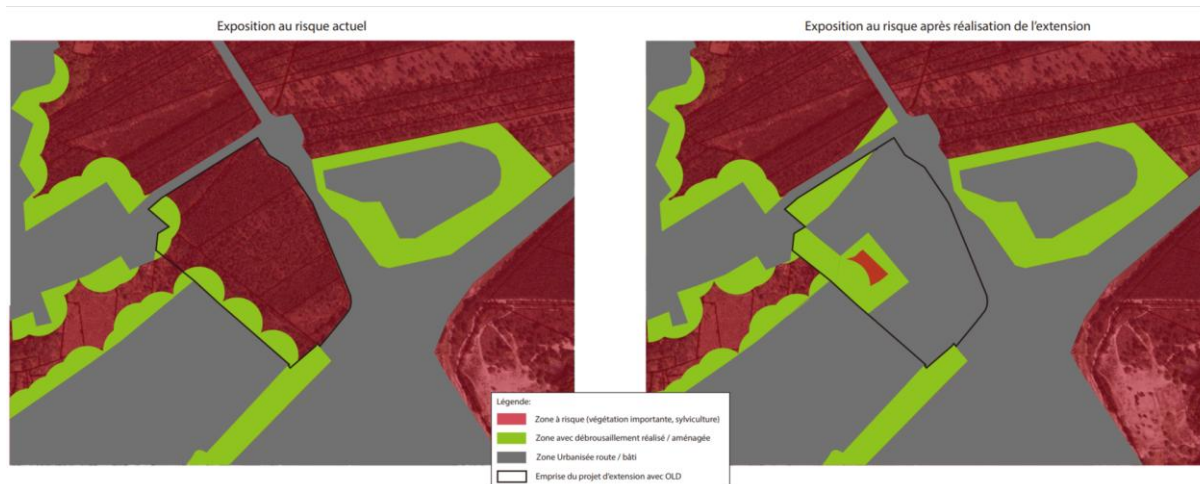 Exposition au risque actuel
Exposition au risque après réalisation de l'extension
Légende:
Zone à risque (végétation importante, sylviculture)
Zone avec débrousaillement réalisé / aménagée
Zone Urbanisée route / bâti
Emprise du projet d'extension avec OLD